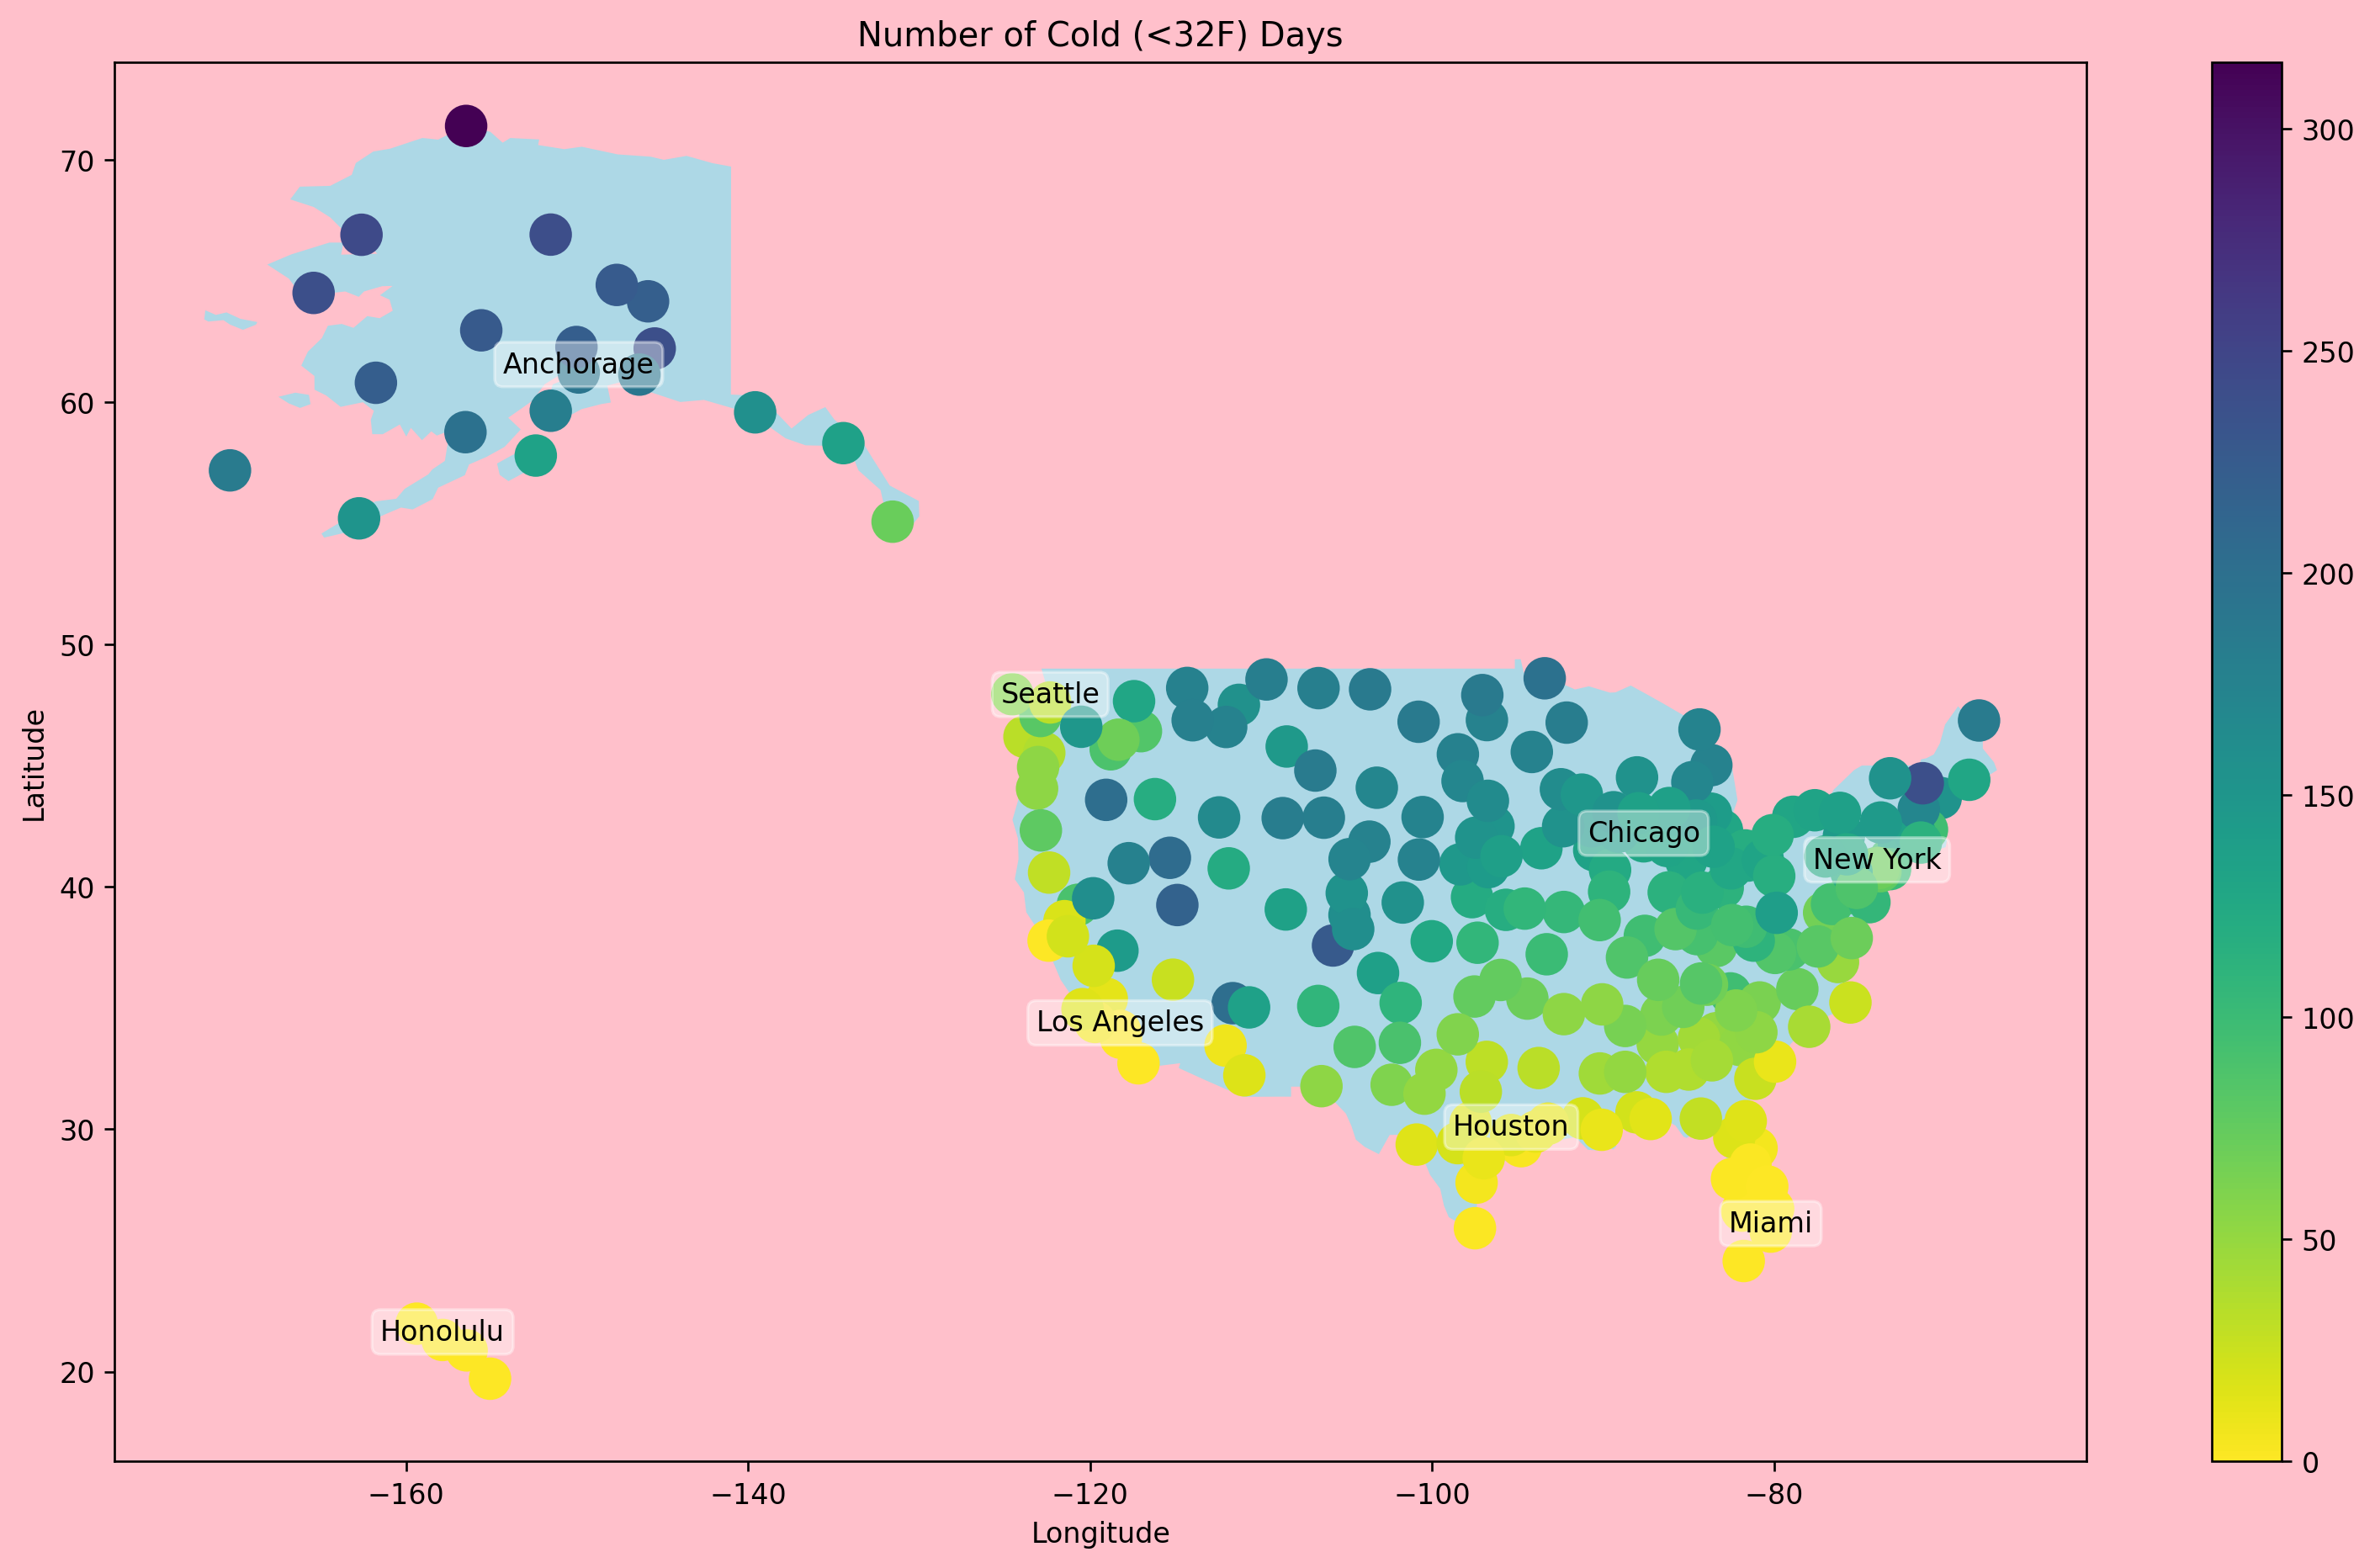 Number of Cold (<32F) Days
70
60
50
40
30
20
Latitude
−160
−140
−120
−100
−80
Longitude
Anchorage
Seattle
Chicago
New York
Los Angeles
Houston
Miami
Honolulu
300
250
200
150
100
50
0